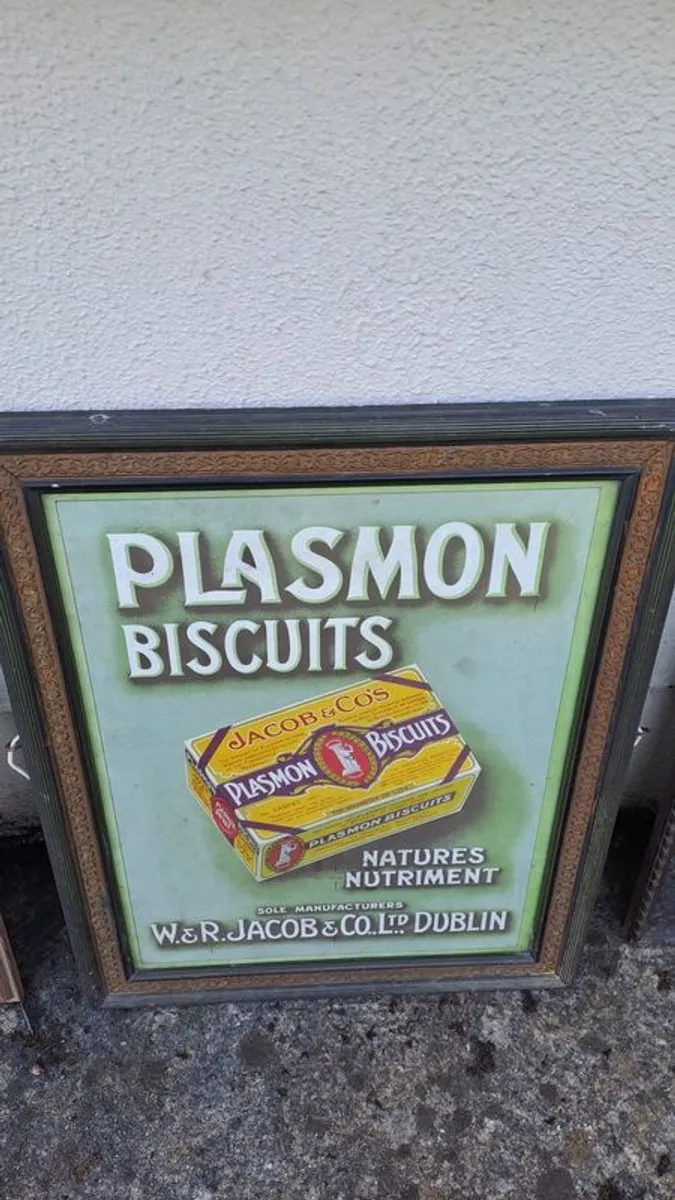 PLASMON
BISCUITS
JACOB & CO'S
PLASMON BISCUITS
PLASMON BISCUITS
NATURES
NUTRIMENT
SOLE MANUFACTURERS
W. & R. JACOB & CO. LTD DUBLIN